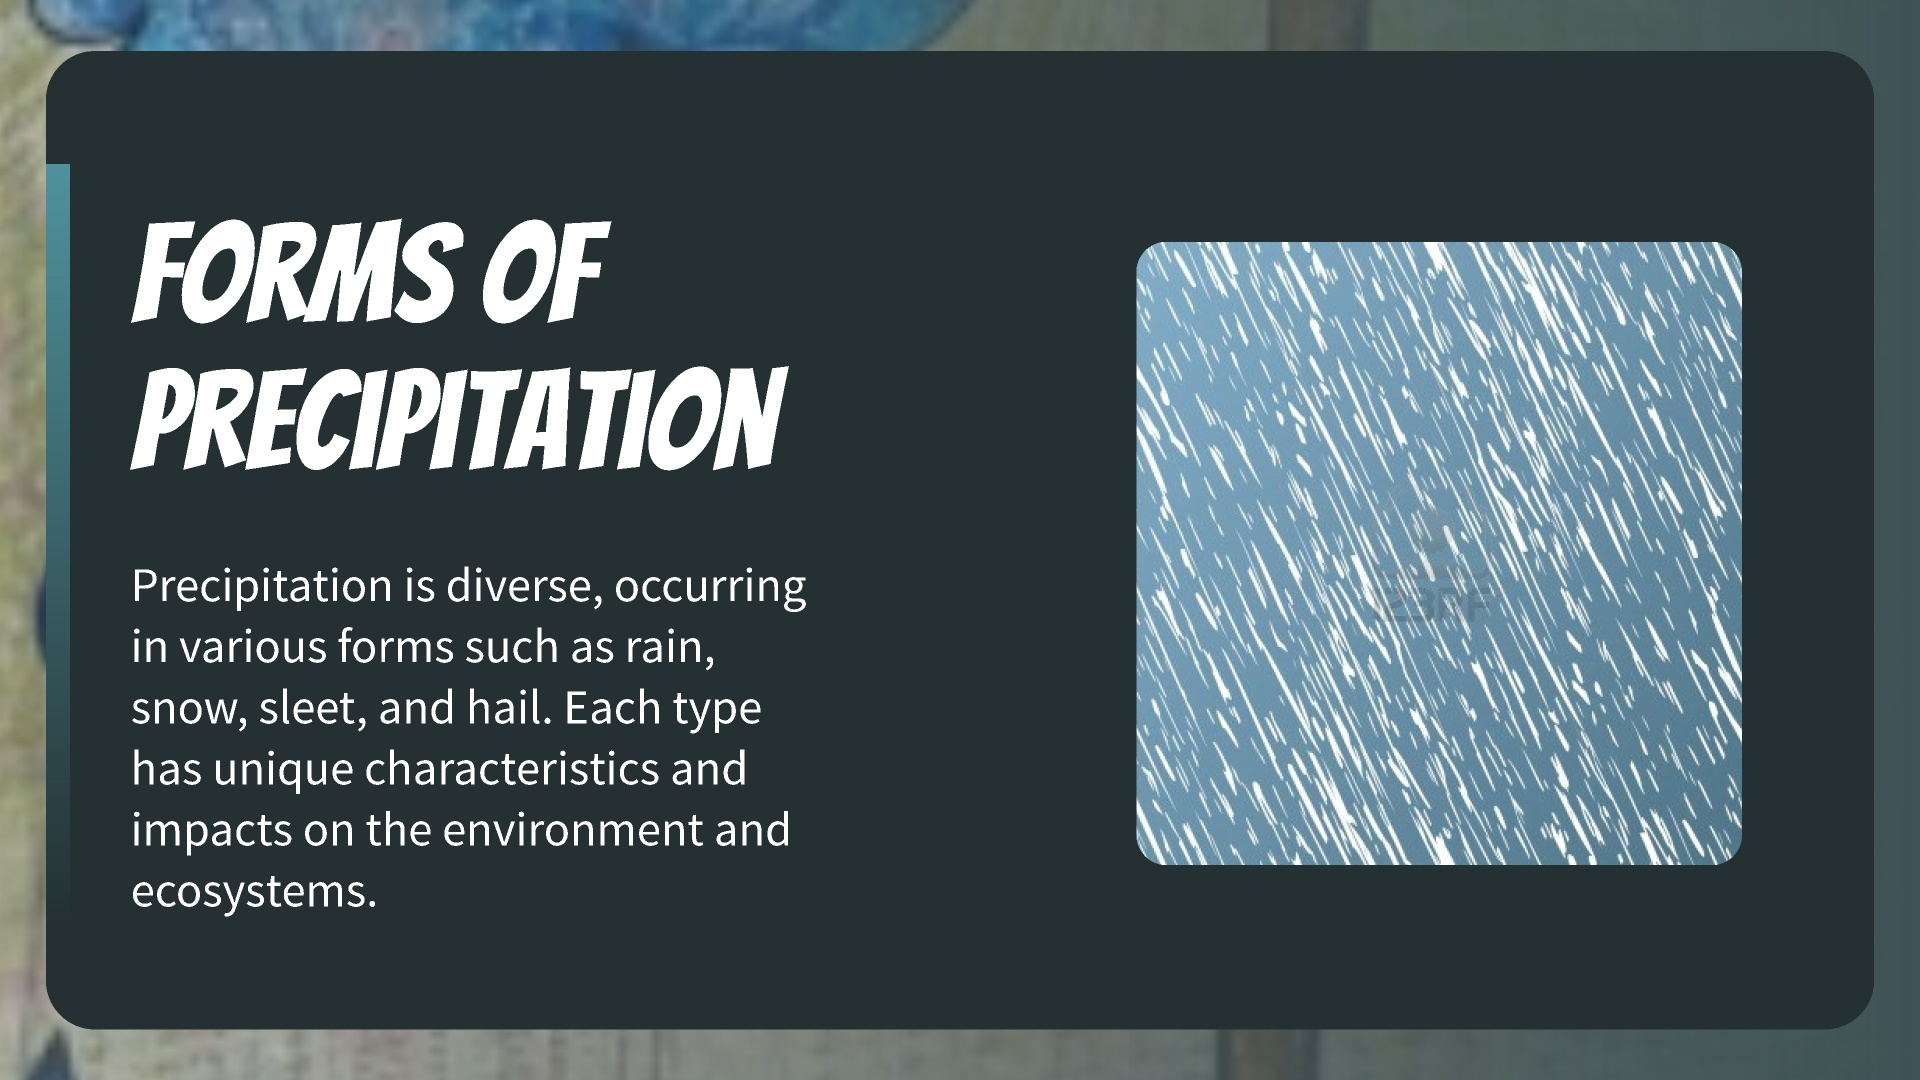 FORMS OF
PRECIPITATION
Precipitation is diverse, occurring
in various forms such as rain,
snow, sleet, and hail. Each type
has unique characteristics and
impacts on the environment and
ecosystems.
123RF